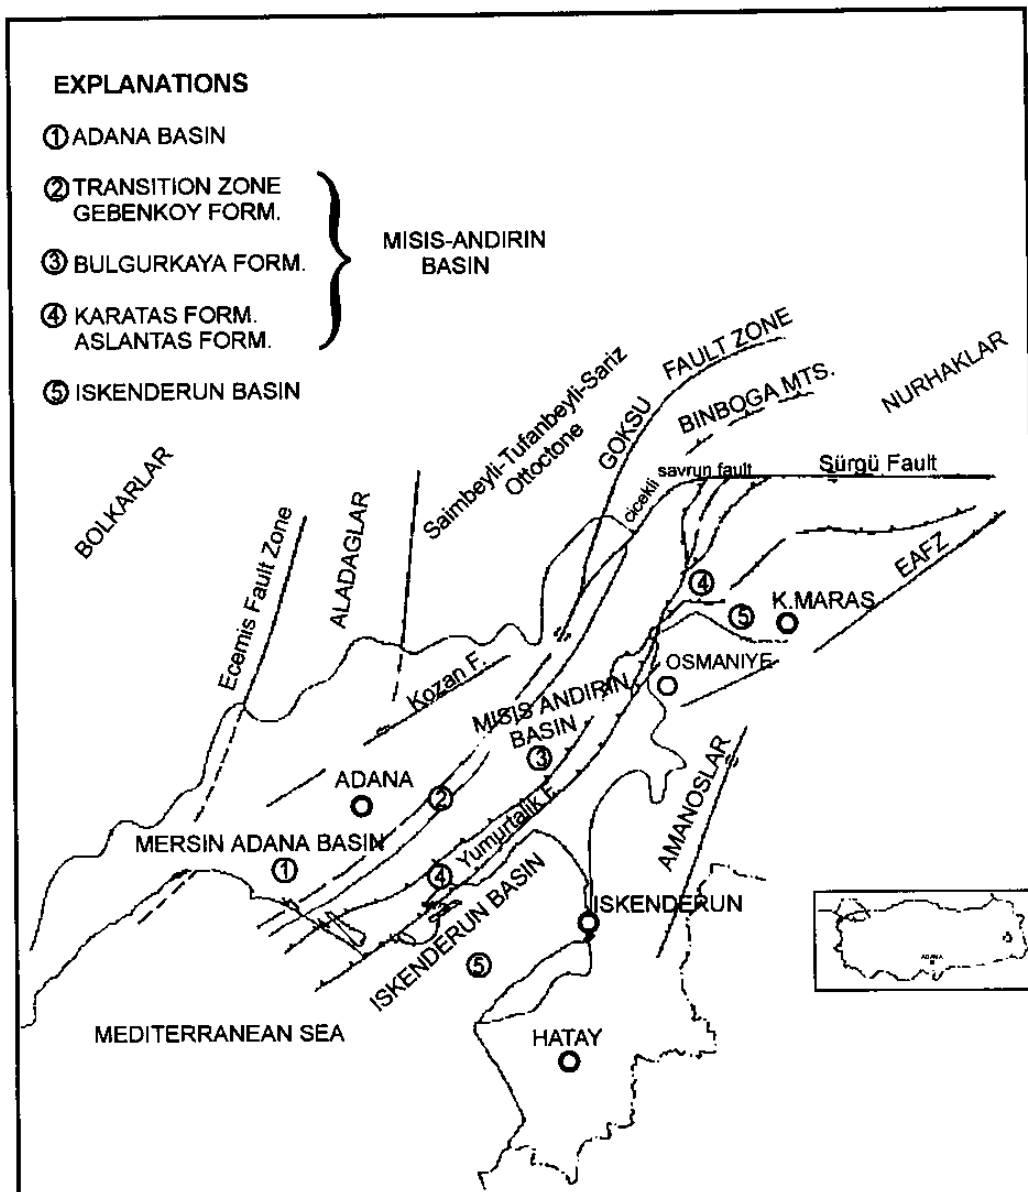 EXPLANATIONS
① ADANA BASIN
② TRANSITION ZONE
GEBENKOY FORM.
③ BULGURKAYA FORM.
④ KARATAS FORM.
ASLANTAS FORM.
MISIS-ANDIRIN
BASIN
⑤ ISKENDERUN BASIN
BOLKARLAR
Ecemis Fault Zone
ALADAGLAR
Saimbeyli-Tufanbeyli-Sariz
Ottoctone
GOKSU FAULT ZONE
BINBOGA MTS.
NURHAKLAR
cicekli
savrun fault
Sürgü Fault
EAFZ
④
⑤
K.MARAS
OSMANIYE
Kozan F.
MISIS ANDIRIN
BASIN
③
ADANA
②
MERSIN ADANA BASIN
①
④
Yumurtalik F.
AMANOSLAR
ISKENDERUN BASIN
⑤
ISKENDERUN
MEDITERRANEAN SEA
HATAY
ADANA